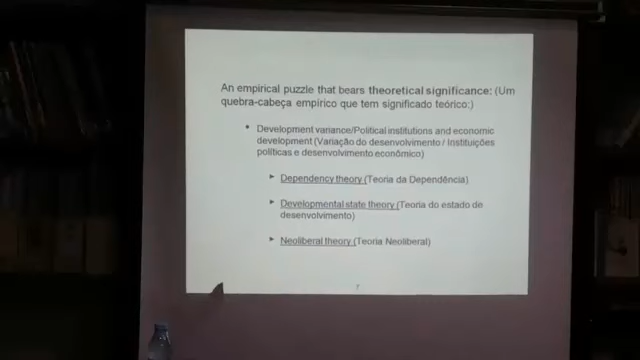 An empirical puzzle that bears theoretical significance: (Um
quebra-cabeça empírico que tem significado teórico:)
• Development variance/Political institutions and economic
development (Variação do desenvolvimento / Instituições
políticas e desenvolvimento econômico)
► Dependency theory (Teoria da Dependência)
► Developmental state theory (Teoria do estado de
desenvolvimento)
► Neoliberal theory (Teoria Neoliberal)